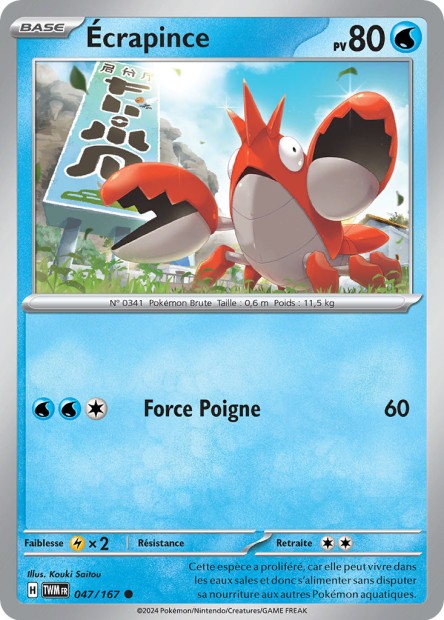 BASE
Écrapince
PV 80
N° 0341 Pokémon Brute Taille : 0,6 m Poids : 11,5 kg
Force Poigne 60
Faiblesse × 2 Résistance Retraite
Illus. Kouki Saitou
H TWM FR 047/167
Cette espèce a proliféré, car elle peut vivre dans
les eaux sales et donc s'alimenter sans disputer
sa nourriture aux autres Pokémon aquatiques.
©2024 Pokémon/Nintendo/Creatures/GAME FREAK